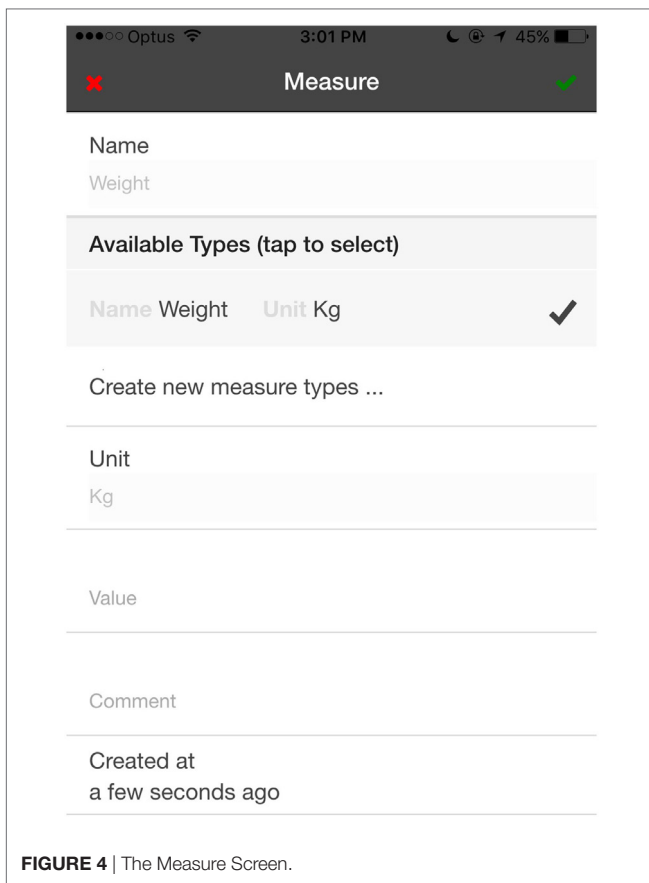 Optus 3:01 PM 45%
Measure
Name
Weight
Available Types (tap to select)
Name Weight Unit Kg
Create new measure types ...
Unit
Kg
Value
Comment
Created at
a few seconds ago
FIGURE 4 | The Measure Screen.